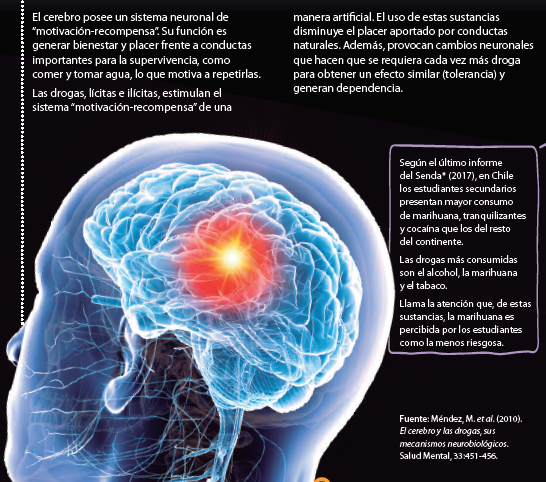 El cerebro posee un sistema neuronal de
“motivación-recompensa”. Su función es
generar bienestar y placer frente a conductas
importantes para la supervivencia, como
comer y tomar agua, lo que motiva a repetirlas.
Las drogas, lícitas e ilícitas, estimulan el
sistema “motivación-recompensa” de una
manera artificial. El uso de estas sustancias
disminuye el placer aportado por conductas
naturales. Además, provocan cambios neuronales
que hacen que se requiera cada vez más droga
para obtener un efecto similar (tolerancia) y
generan dependencia.
Según el último informe
del Senda* (2017), en Chile
los estudiantes secundarios
presentan mayor consumo
de marihuana, tranquilizantes
y cocaína que los del resto
del continente.
Las drogas más consumidas
son el alcohol, la marihuana
y el tabaco.
Llama la atención que, de estas
sustancias, la marihuana es
percibida por los estudiantes
como la menos riesgosa.
Fuente: Méndez, M. et al. (2010).
El cerebro y las drogas, sus
mecanismos neurobiológicos.
Salud Mental, 33:451-456.